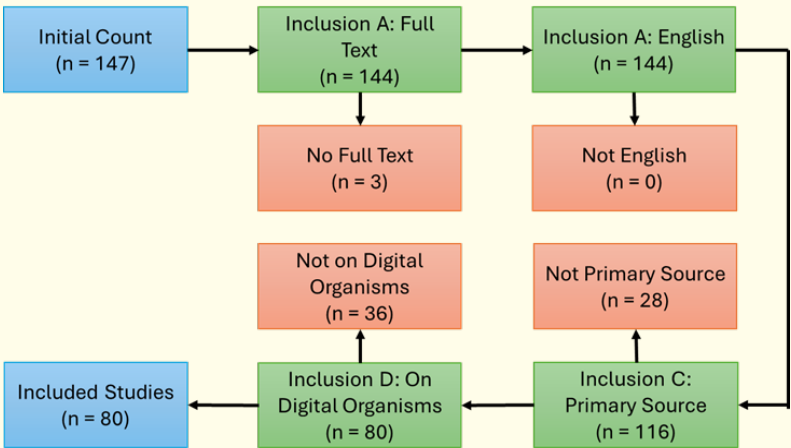 Initial Count
(n = 147)
Inclusion A: Full
Text
(n = 144)
Inclusion A: English
(n = 144)
No Full Text
(n = 3)
Not English
(n = 0)
Not on Digital
Organisms
(n = 36)
Not Primary Source
(n = 28)
Included Studies
(n = 80)
Inclusion D: On
Digital Organisms
(n = 80)
Inclusion C:
Primary Source
(n = 116)